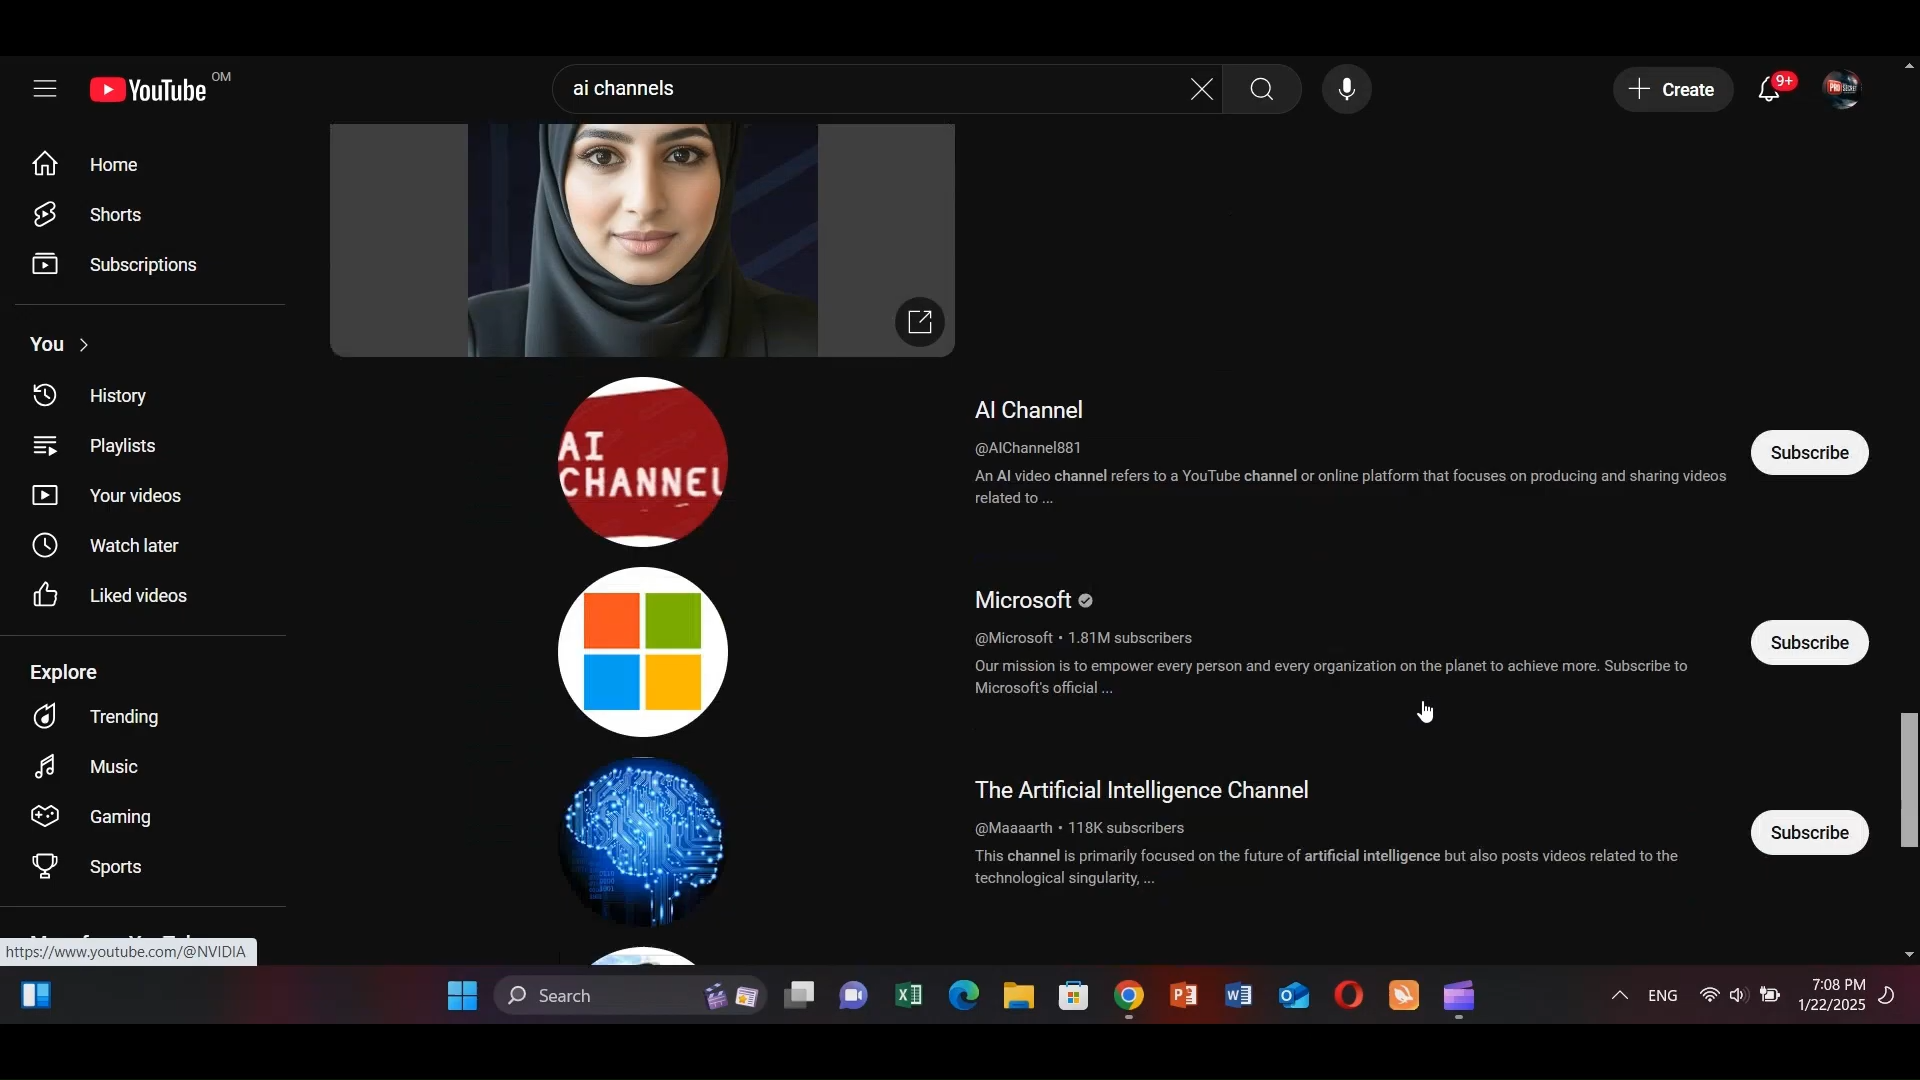 YouTube OM
ai channels
Create
9+
Home
Shorts
Subscriptions
You
History
Playlists
Your videos
Watch later
Liked videos
Explore
Trending
Music
Gaming
Sports
https://www.youtube.com/@NVIDIA
AI
CHANNEL
AI Channel
@AIChannel881
An AI video channel refers to a YouTube channel or online platform that focuses on producing and sharing videos
related to ...
Subscribe
Microsoft
@Microsoft • 1.81M subscribers
Our mission is to empower every person and every organization on the planet to achieve more. Subscribe to
Microsoft's official ...
Subscribe
The Artificial Intelligence Channel
@Maaaarth • 118K subscribers
This channel is primarily focused on the future of artificial intelligence but also posts videos related to the
technological singularity, ...
Subscribe
Search
ENG
7:08 PM
1/22/2025